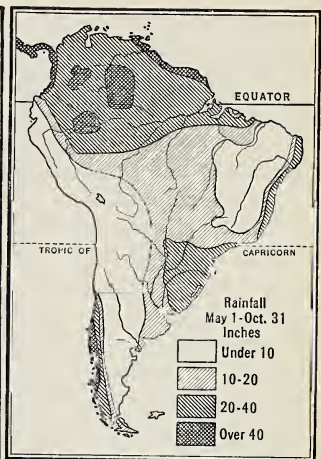 EQUATOR
TROPIC OF CAPRICORN
Rainfall
May 1-Oct. 31
Inches
Under 10
10-20
20-40
Over 40